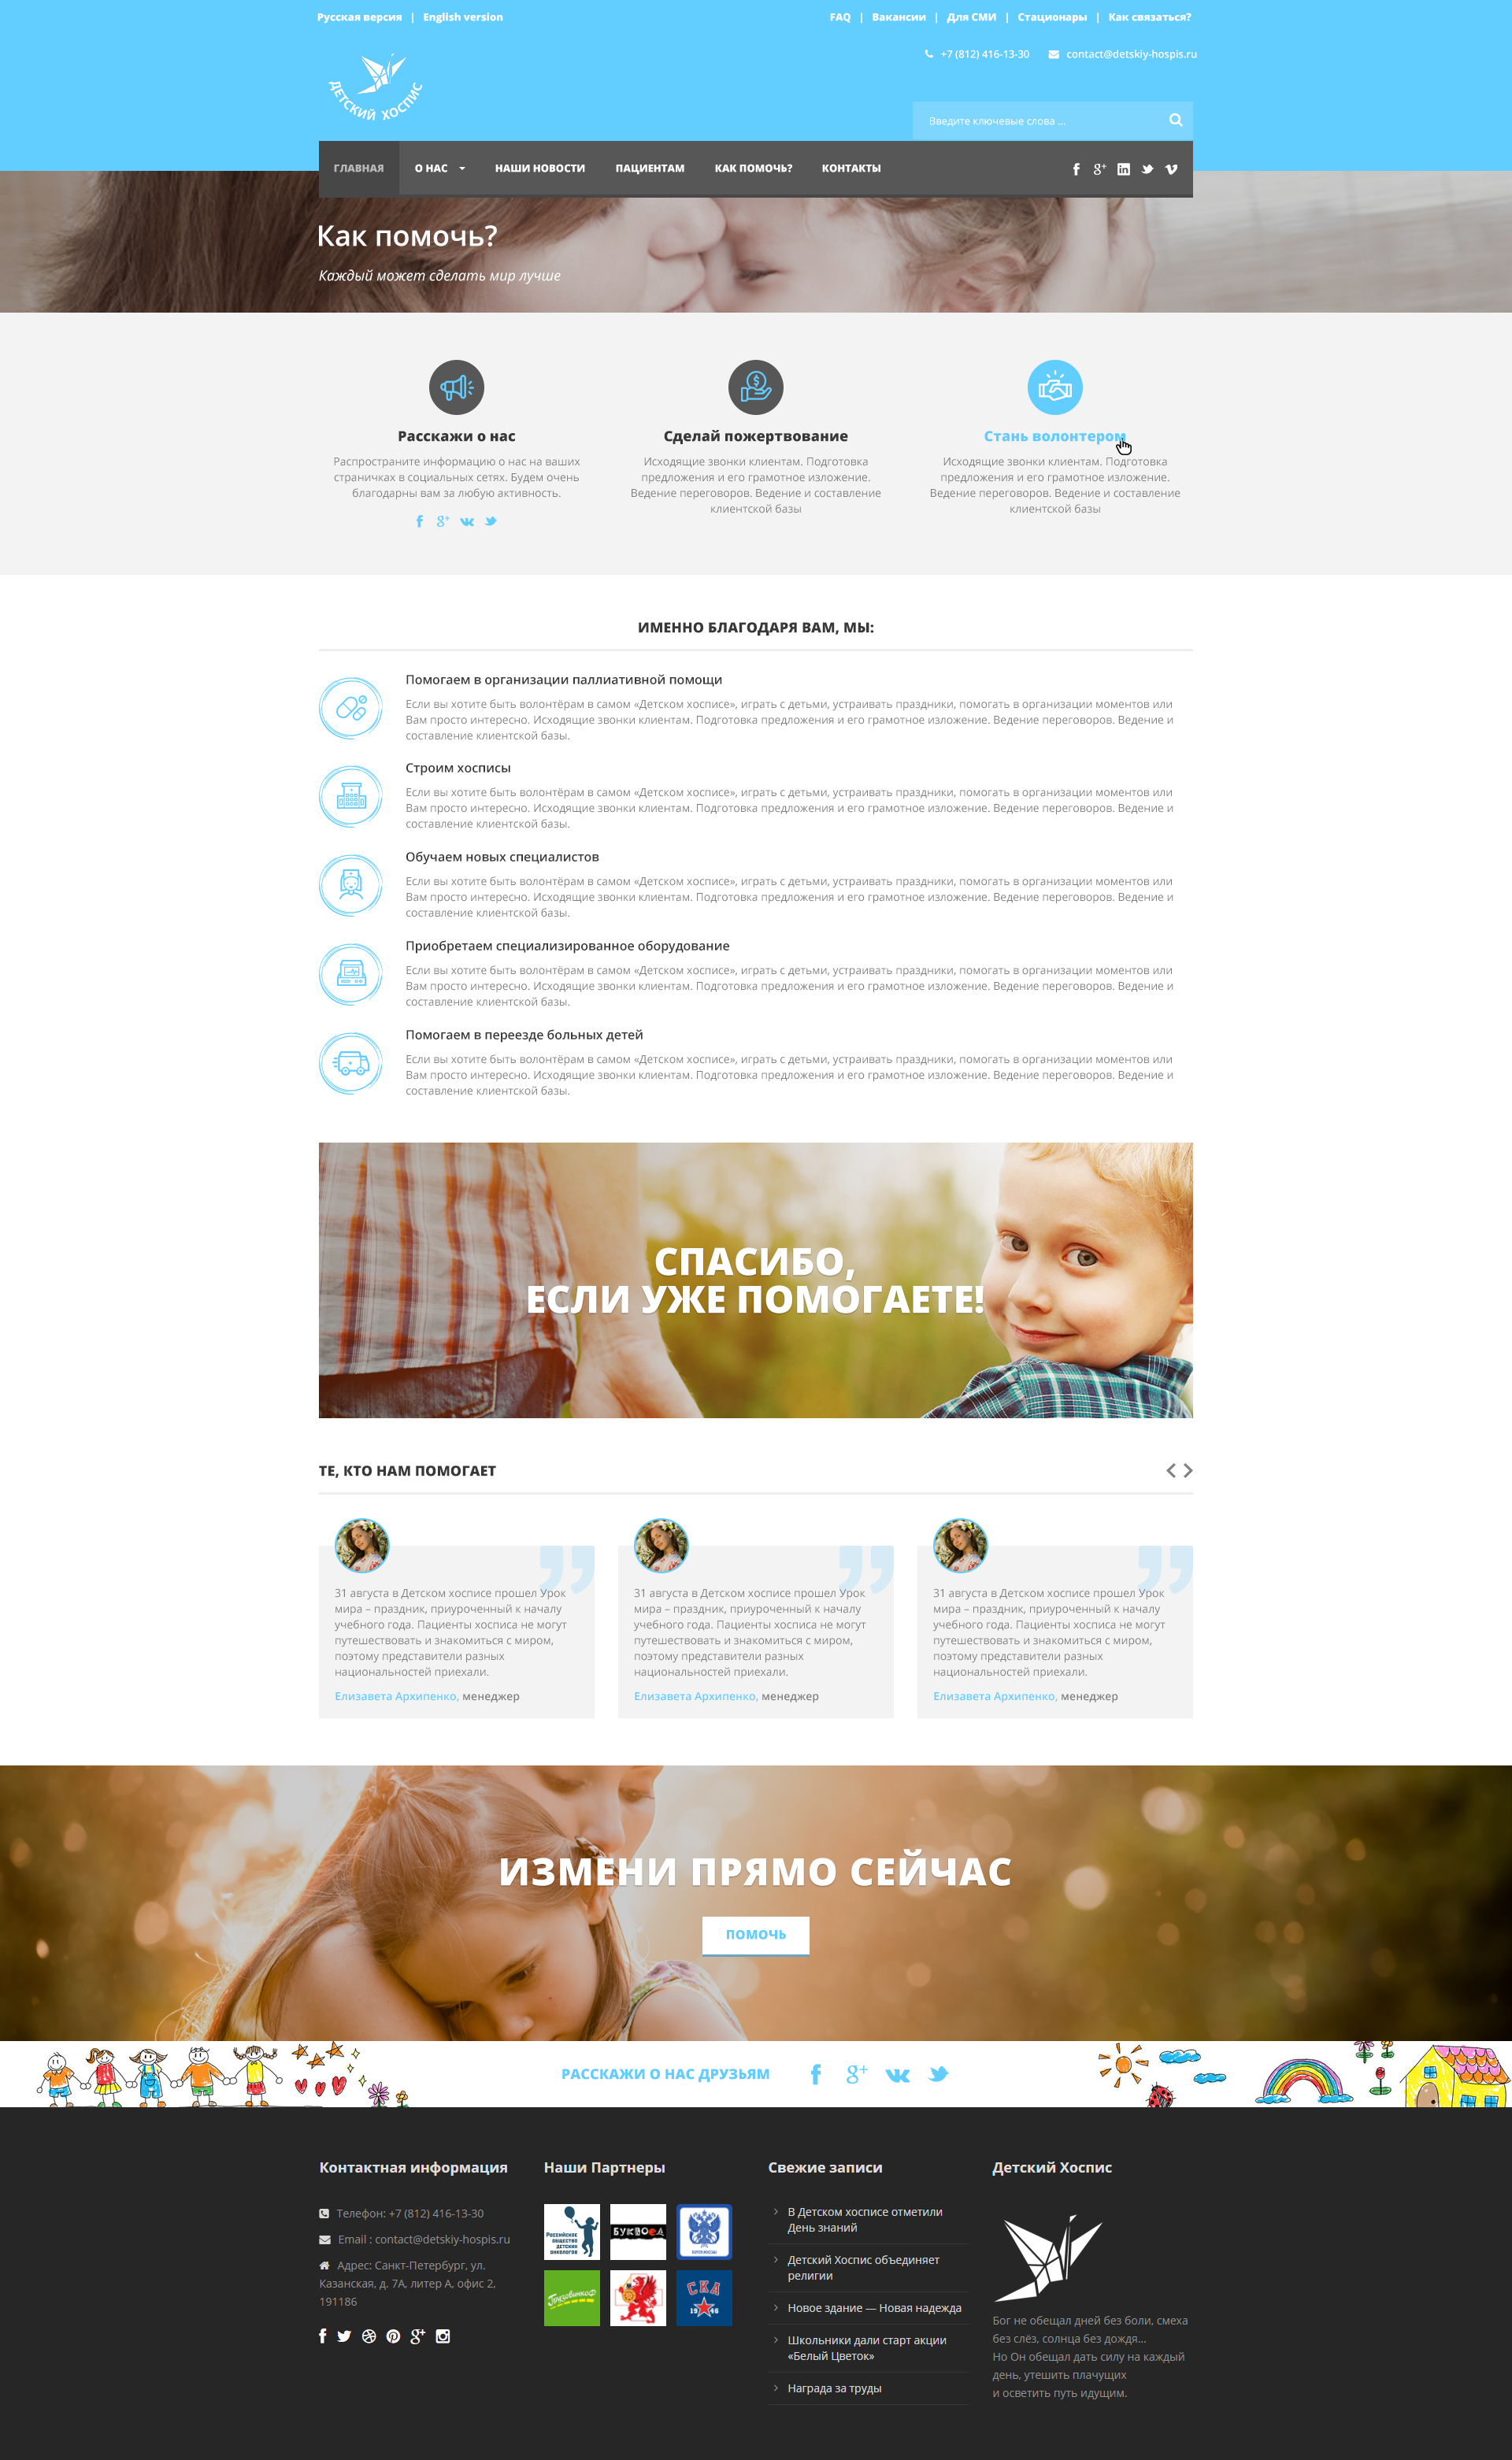 Русская версия | English version
FAQ | Вакансии | Для СМИ | Стационары | Как связаться?
+7 (812) 416-13-30 contact@detskiy-hospis.ru
ДЕТСКИЙ ХОСПИС
Введите ключевые слова ...
ГЛАВНАЯ О НАС НАШИ НОВОСТИ ПАЦИЕНТАМ КАК ПОМОЧЬ? КОНТАКТЫ
Как помочь?
Каждый может сделать мир лучше
Расскажи о нас
Распространите информацию о нас на ваших
страничках в социальных сетях. Будем очень
благодарны вам за любую активность.
Сделай пожертвование
Исходящие звонки клиентам. Подготовка
предложения и его грамотное изложение.
Ведение переговоров. Ведение и составление
клиентской базы
Стань волонтером
Исходящие звонки клиентам. Подготовка
предложения и его грамотное изложение.
Ведение переговоров. Ведение и составление
клиентской базы
ИМЕННО БЛАГОДАРЯ ВАМ, МЫ:
Помогаем в организации паллиативной помощи
Если вы хотите быть волонтёрам в самом «Детском хосписе», играть с детьми, устраивать праздники, помогать в организации моментов или
Вам просто интересно. Исходящие звонки клиентам. Подготовка предложения и его грамотное изложение. Ведение переговоров. Ведение и
составление клиентской базы.
Строим хосписы
Если вы хотите быть волонтёрам в самом «Детском хосписе», играть с детьми, устраивать праздники, помогать в организации моментов или
Вам просто интересно. Исходящие звонки клиентам. Подготовка предложения и его грамотное изложение. Ведение переговоров. Ведение и
составление клиентской базы.
Обучаем новых специалистов
Если вы хотите быть волонтёрам в самом «Детском хосписе», играть с детьми, устраивать праздники, помогать в организации моментов или
Вам просто интересно. Исходящие звонки клиентам. Подготовка предложения и его грамотное изложение. Ведение переговоров. Ведение и
составление клиентской базы.
Приобретаем специализированное оборудование
Если вы хотите быть волонтёрам в самом «Детском хосписе», играть с детьми, устраивать праздники, помогать в организации моментов или
Вам просто интересно. Исходящие звонки клиентам. Подготовка предложения и его грамотное изложение. Ведение переговоров. Ведение и
составление клиентской базы.
Помогаем в переезде больных детей
Если вы хотите быть волонтёрам в самом «Детском хосписе», играть с детьми, устраивать праздники, помогать в организации моментов или
Вам просто интересно. Исходящие звонки клиентам. Подготовка предложения и его грамотное изложение. Ведение переговоров. Ведение и
составление клиентской базы.
СПАСИБО,
ЕСЛИ УЖЕ ПОМОГАЕТЕ!
ТЕ, КТО НАМ ПОМОГАЕТ
31 августа в Детском хосписе прошел Урок
мира – праздник, приуроченный к началу
учебного года. Пациенты хосписа не могут
путешествовать и знакомиться с миром,
поэтому представители разных
национальностей приехали.
Елизавета Архипенко, менеджер
31 августа в Детском хосписе прошел Урок
мира – праздник, приуроченный к началу
учебного года. Пациенты хосписа не могут
путешествовать и знакомиться с миром,
поэтому представители разных
национальностей приехали.
Елизавета Архипенко, менеджер
31 августа в Детском хосписе прошел Урок
мира – праздник, приуроченный к началу
учебного года. Пациенты хосписа не могут
путешествовать и знакомиться с миром,
поэтому представители разных
национальностей приехали.
Елизавета Архипенко, менеджер
ИЗМЕНИ ПРЯМО СЕЙЧАС
ПОМОЧЬ
РАССКАЖИ О НАС ДРУЗЬЯМ
Контактная информация
Телефон: +7 (812) 416-13-30
Email : contact@detskiy-hospis.ru
Адрес: Санкт-Петербург, ул.
Казанская, д. 7А, литер А, офис 2,
191186
Наши Партнеры
Российское
общество
детских
онкологов
БУКВОЕД
ПОЧТА РОССИИ
Грузовичкоф
СКА
1946
Свежие записи
В Детском хосписе отметили
День знаний
Детский Хоспис объединяет
религии
Новое здание — Новая надежда
Школьники дали старт акции
«Белый Цветок»
Награда за труды
Детский Хоспис
Бог не обещал дней без боли, смеха
без слёз, солнца без дождя...
Но Он обещал дать силу на каждый
день, утешить плачущих
и осветить путь идущим.